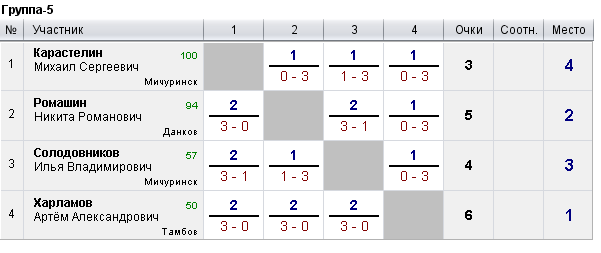 Группа-5
№ Участник 1 2 3 4 Очки Соотн. Место
1 Карастелин 100 1 1 1 3 4
Михаил Сергеевич 0 - 3 1 - 3 0 - 3
Мичуринск
2 Ромашин 94 2 2 1 5 2
Никита Романович 3 - 0 3 - 1 0 - 3
Данков
3 Солодовников 57 2 1 1 4 3
Илья Владимирович 3 - 1 1 - 3 0 - 3
Мичуринск
4 Харламов 50 2 2 2 6 1
Артём Александрович 3 - 0 3 - 0 3 - 0
Тамбов